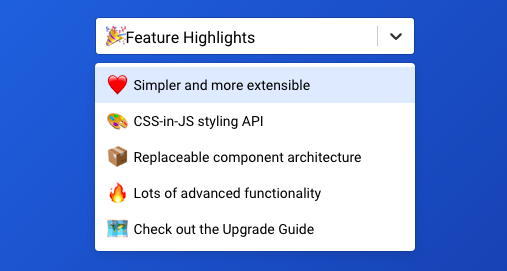 Feature Highlights
Simpler and more extensible
CSS-in-JS styling API
Replaceable component architecture
Lots of advanced functionality
Check out the Upgrade Guide